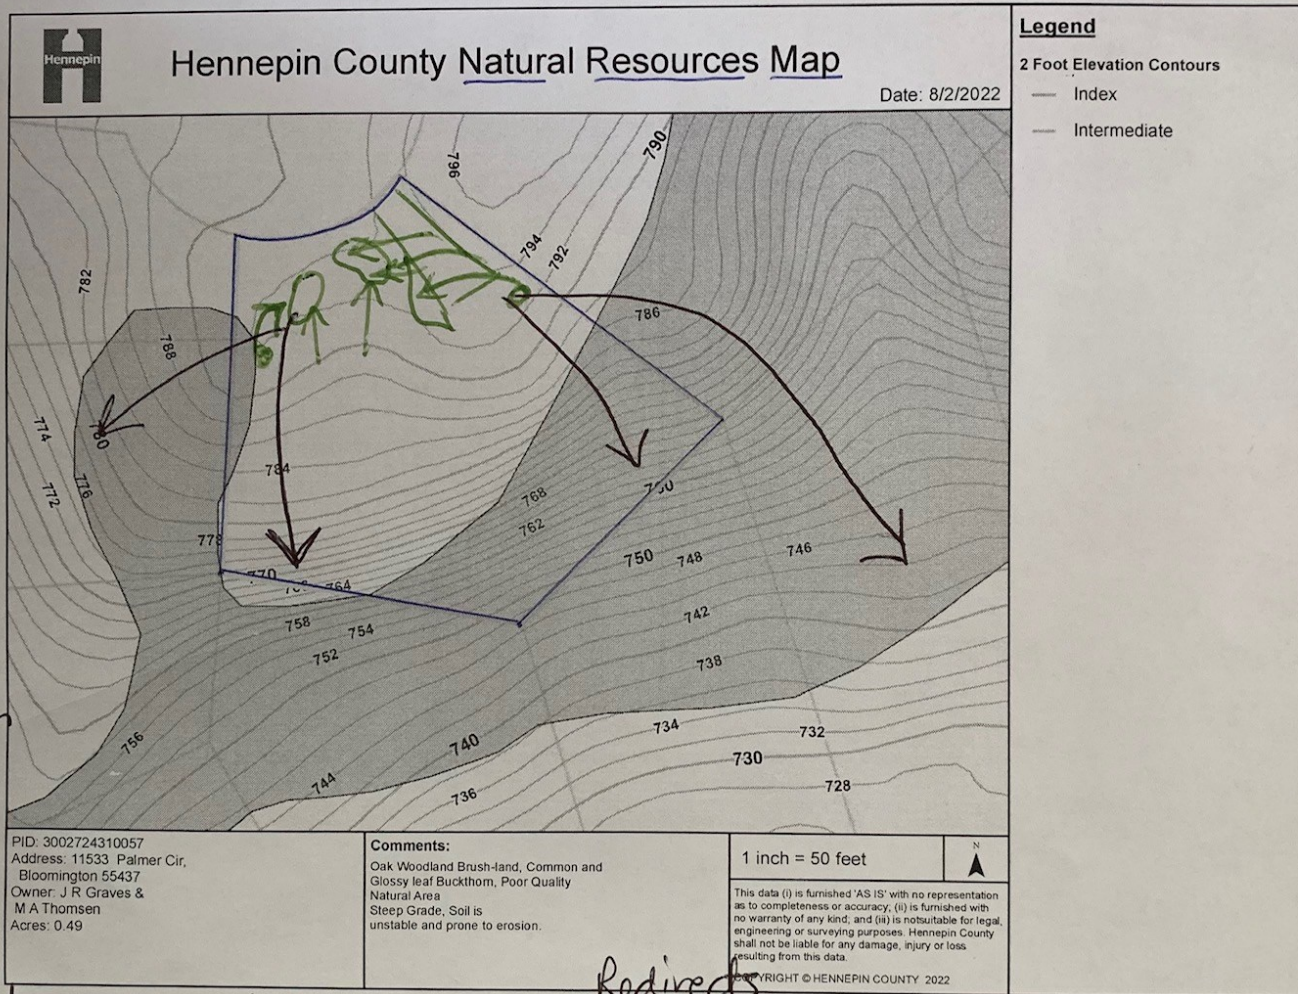 Hennepin
Hennepin County Natural Resources Map
Date: 8/2/2022
Legend
2 Foot Elevation Contours
Index
Intermediate
796
790
794
792
782
786
788
774
776
772
784
768
762
778
770
764
750
748
746
758
754
752
742
738
756
740
734
732
730
744
736
728
PID: 3002724310057
Address: 11533 Palmer Cir,
Bloomington 55437
Owner: J R Graves &
M A Thomsen
Acres: 0.49
Comments:
Oak Woodland Brush-land, Common and
Glossy leaf Buckthorn, Poor Quality
Natural Area
Steep Grade, Soil is
unstable and prone to erosion.
1 inch = 50 feet
N
This data (i) is furnished 'AS IS' with no representation
as to completeness or accuracy; (ii) is furnished with
no warranty of any kind; and (iii) is notsuitable for legal,
engineering or surveying purposes. Hennepin County
shall not be liable for any damage, injury or loss
resulting from this data.
COPYRIGHT © HENNEPIN COUNTY 2022
Redirects